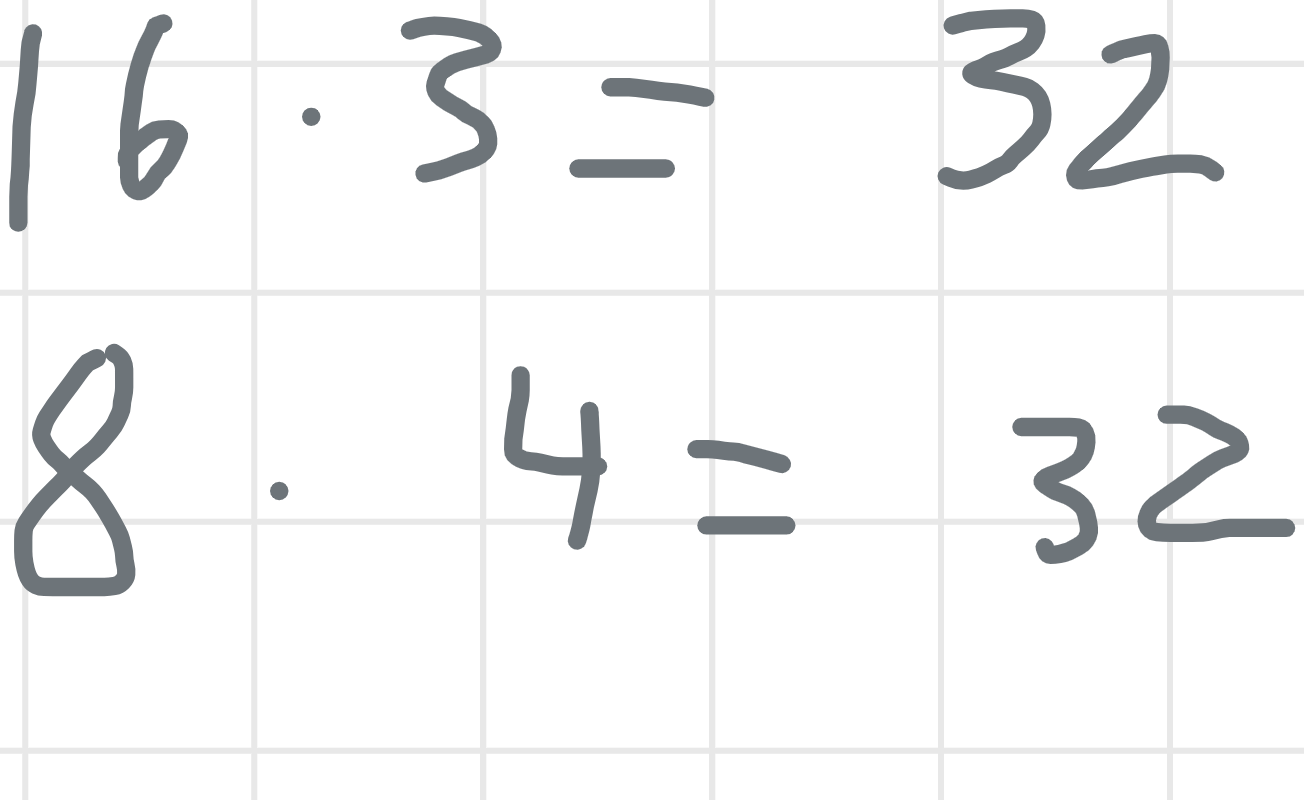 16 · 3 = 32
8 · 4 = 32